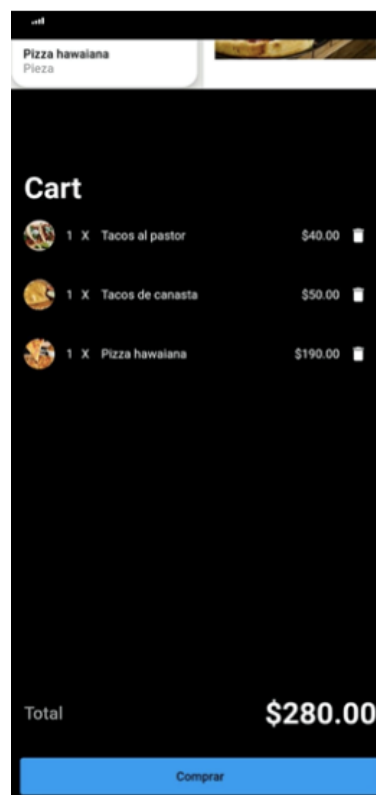 Pizza hawaiana
Pieza
Cart
1 X Tacos al pastor $40.00
1 X Tacos de canasta $50.00
1 X Pizza hawaiana $190.00
Total $280.00
Comprar